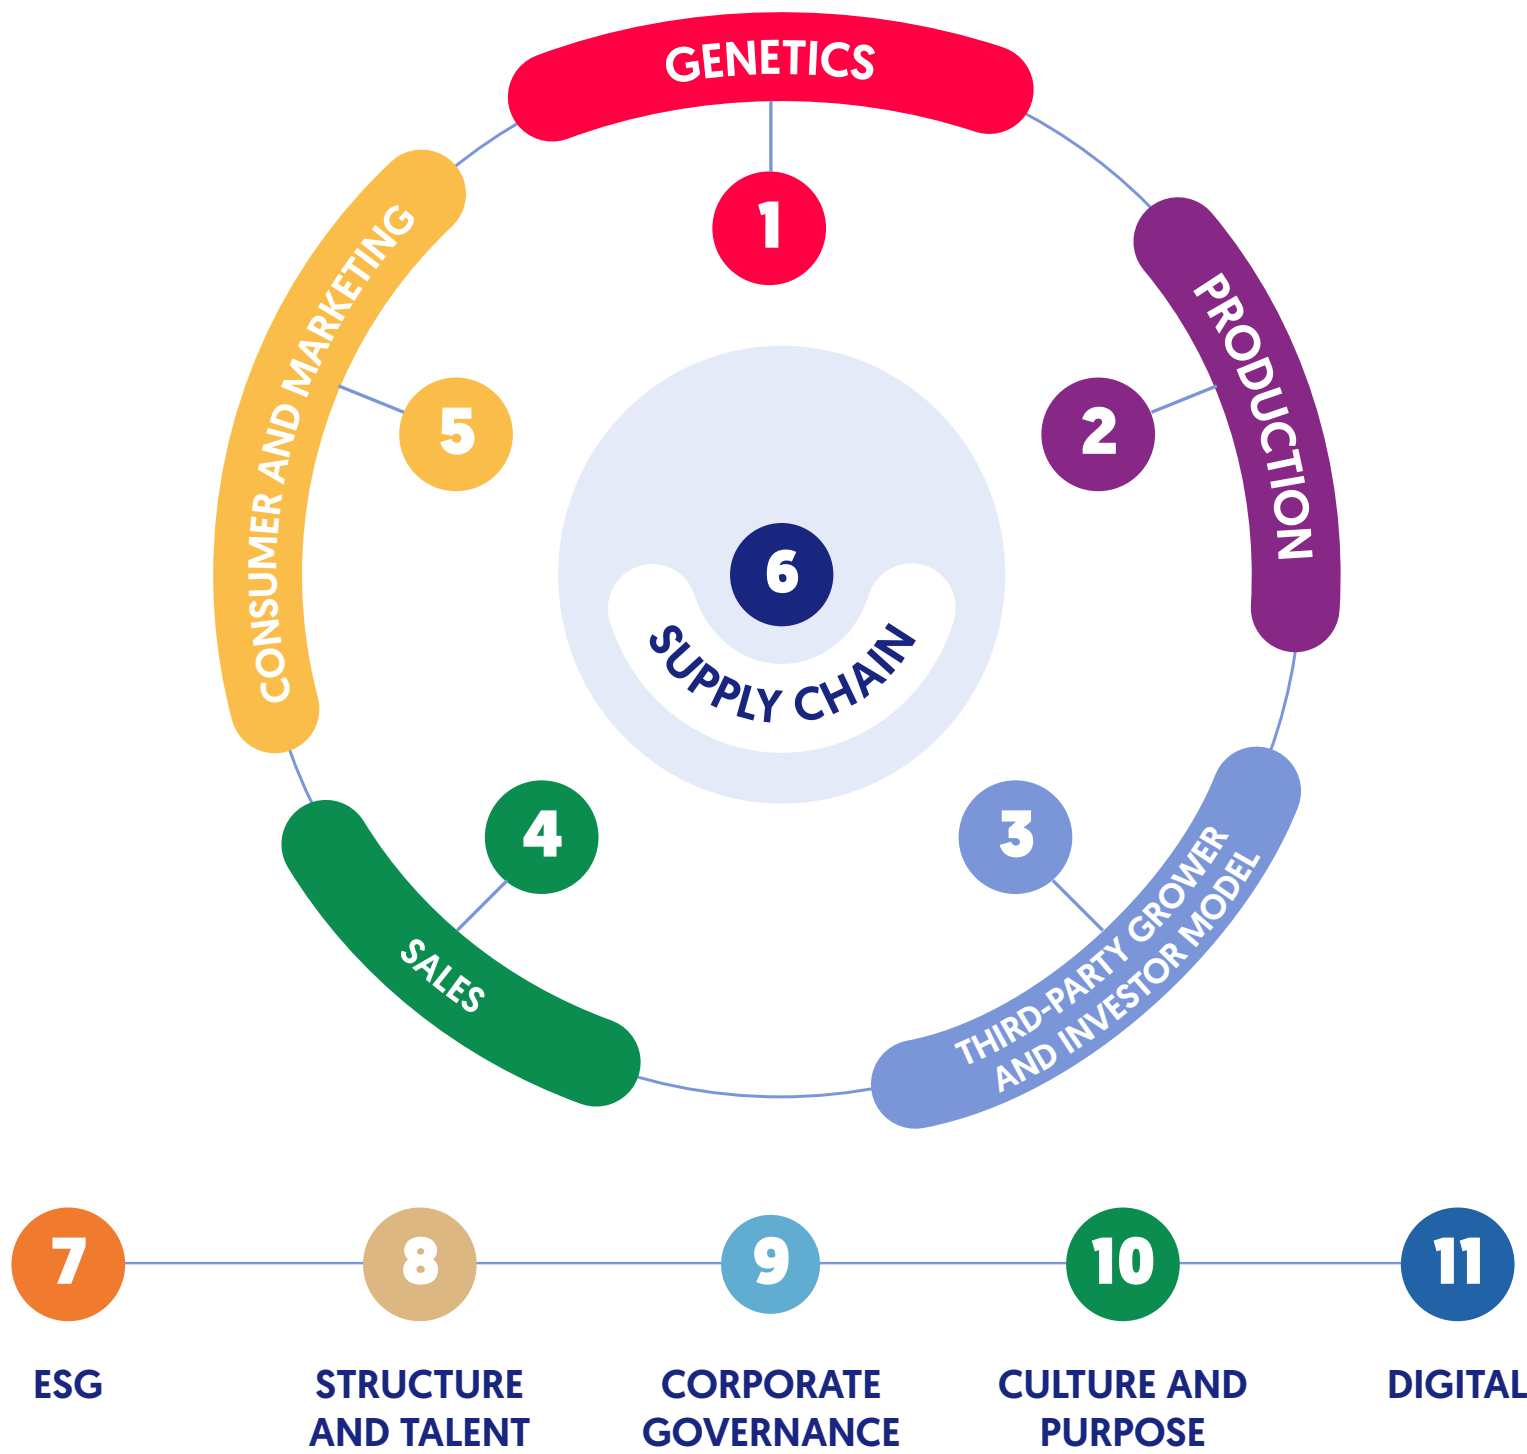 GENETICS
1
PRODUCTION
2
THIRD-PARTY GROWER
AND INVESTOR MODEL
3
SALES
4
CONSUMER AND MARKETING
5
6
SUPPLY CHAIN
7
ESG
8
STRUCTURE
AND TALENT
9
CORPORATE
GOVERNANCE
10
CULTURE AND
PURPOSE
11
DIGITAL